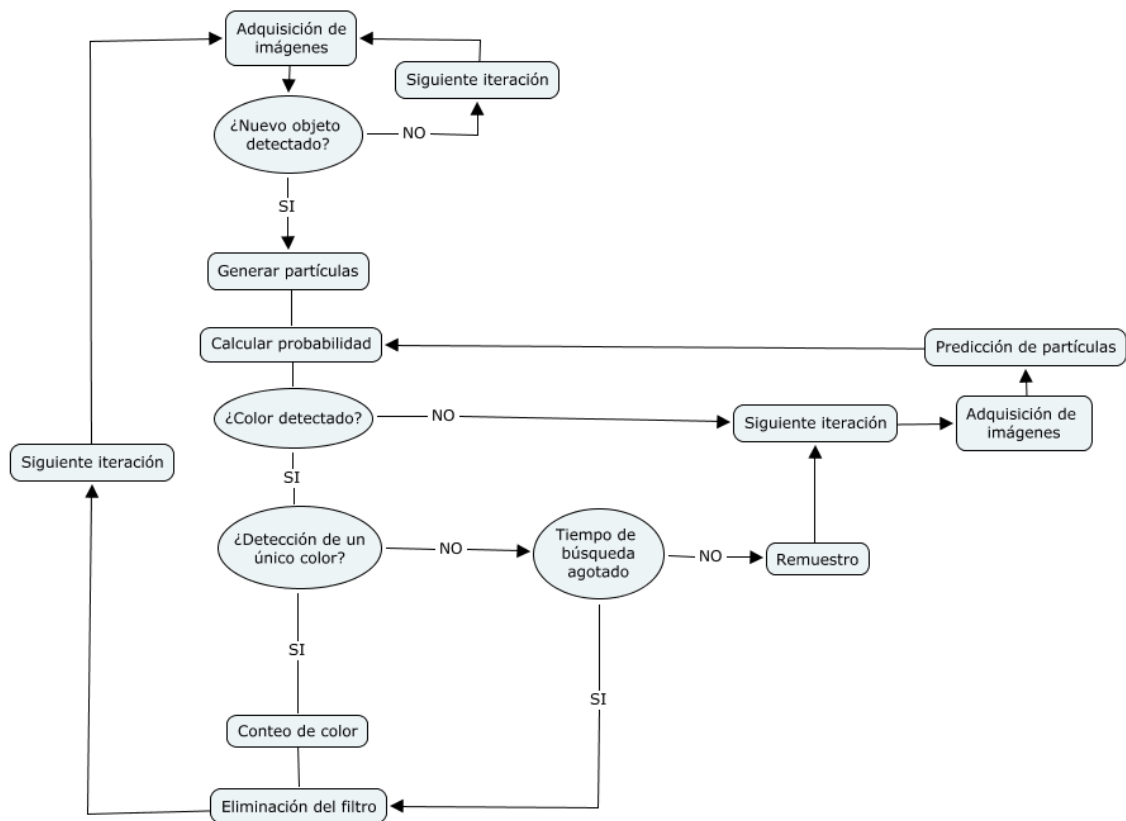 Adquisición de
imágenes
Siguiente iteración
¿Nuevo objeto
detectado?
NO
SI
Generar partículas
Calcular probabilidad
Predicción de partículas
¿Color detectado?
NO
Siguiente iteración
Adquisición de
imágenes
Siguiente iteración
SI
¿Detección de un
único color?
NO
Tiempo de
búsqueda
agotado
NO
Remuestro
SI
SI
Conteo de color
Eliminación del filtro